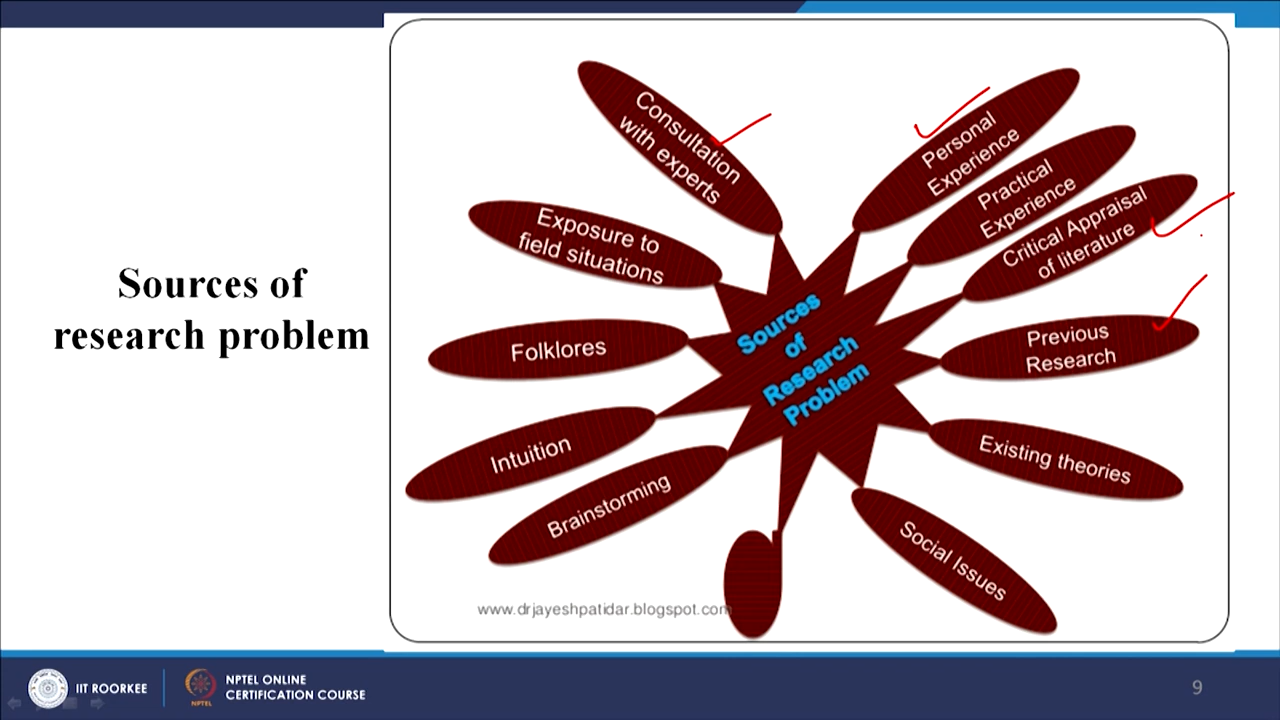 Sources of
research problem
Consultation
with experts
Personal
Experience
Practical
Experience
Critical Appraisal
of literature
Exposure to
field situations
Folklores
Previous
Research
Intuition
Existing theories
Brainstorming
Social Issues
Sources
of
Research
Problem
www.drjayeshpatidar.blogspot.com
IIT ROORKEE
NPTEL
NPTEL ONLINE
CERTIFICATION COURSE
9